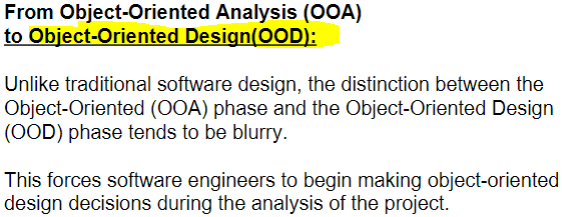 From Object-Oriented Analysis (OOA)
to Object-Oriented Design(OOD):
Unlike traditional software design, the distinction between the
Object-Oriented (OOA) phase and the Object-Oriented Design
(OOD) phase tends to be blurry.
This forces software engineers to begin making object-oriented
design decisions during the analysis of the project.